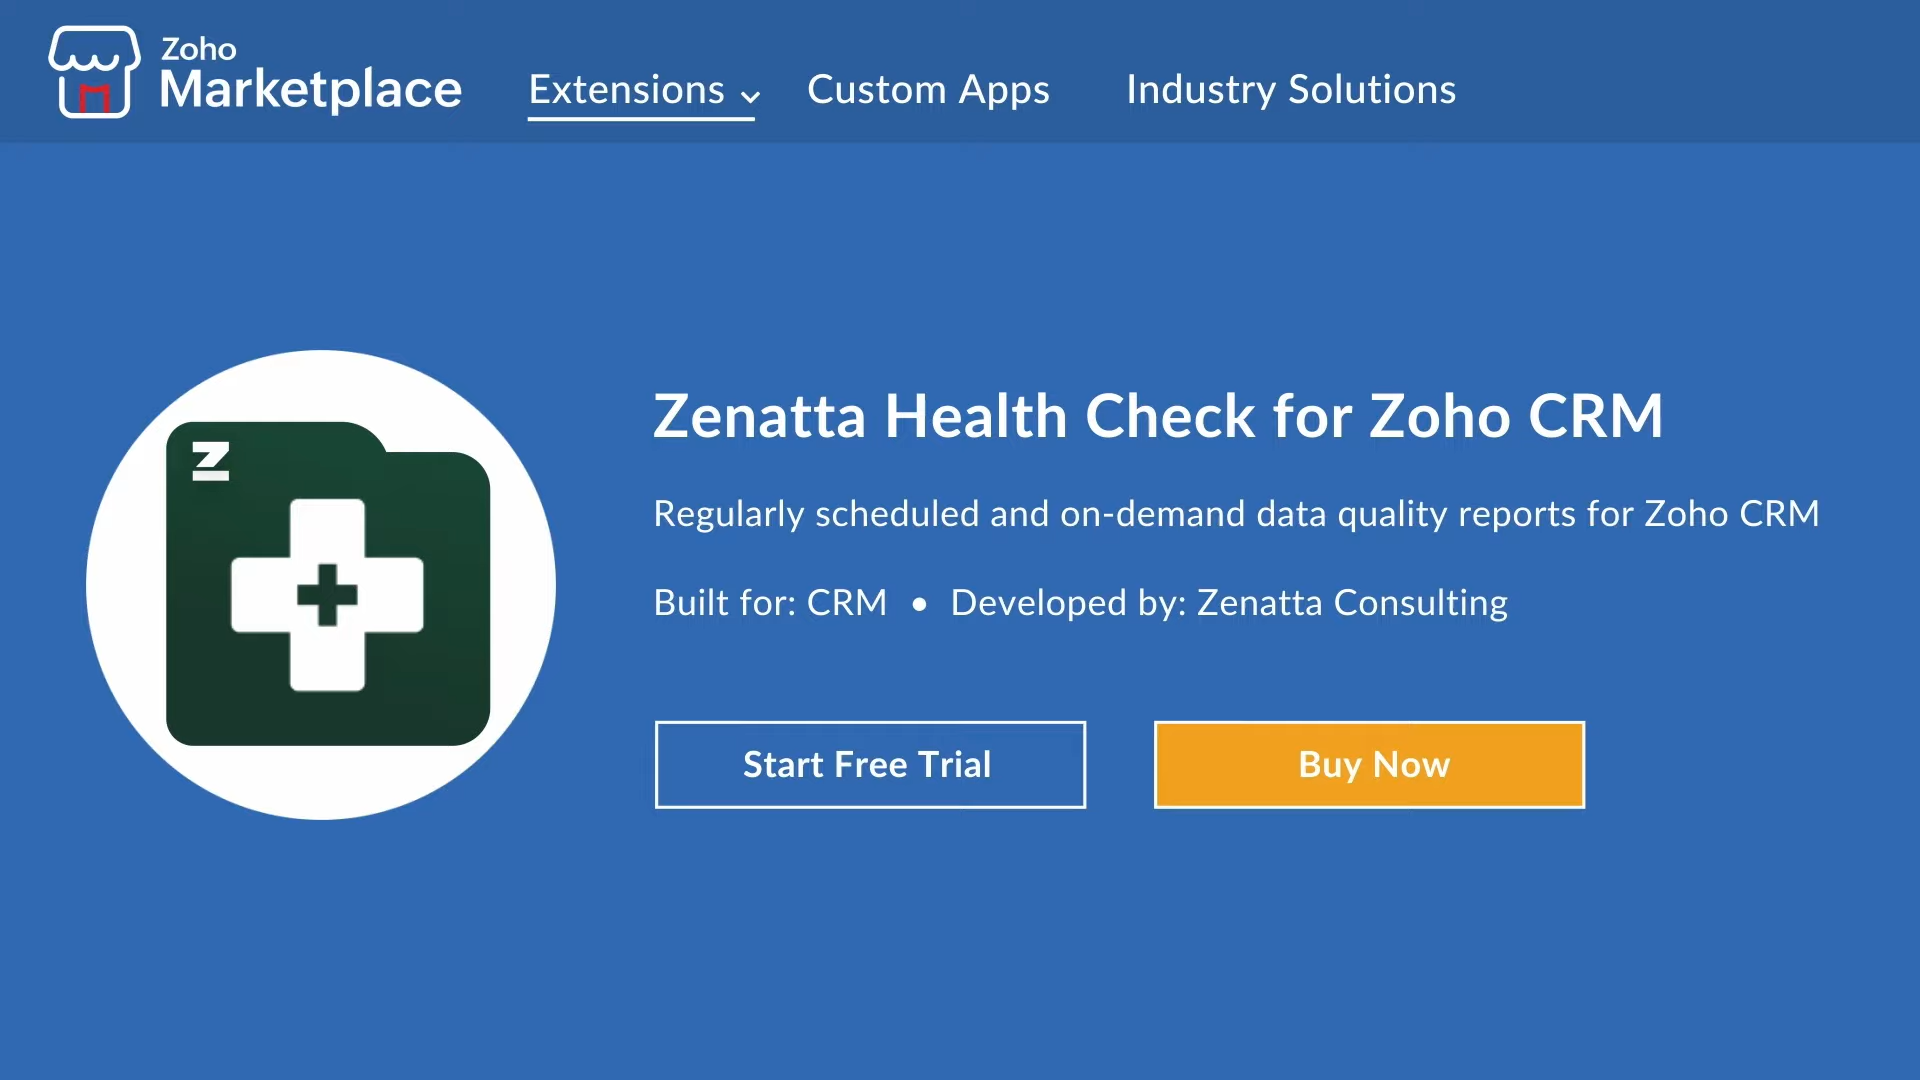 Zoho
Marketplace
Extensions
Custom Apps
Industry Solutions
Z
Zenatta Health Check for Zoho CRM
Regularly scheduled and on-demand data quality reports for Zoho CRM
Built for: CRM • Developed by: Zenatta Consulting
Start Free Trial
Buy Now